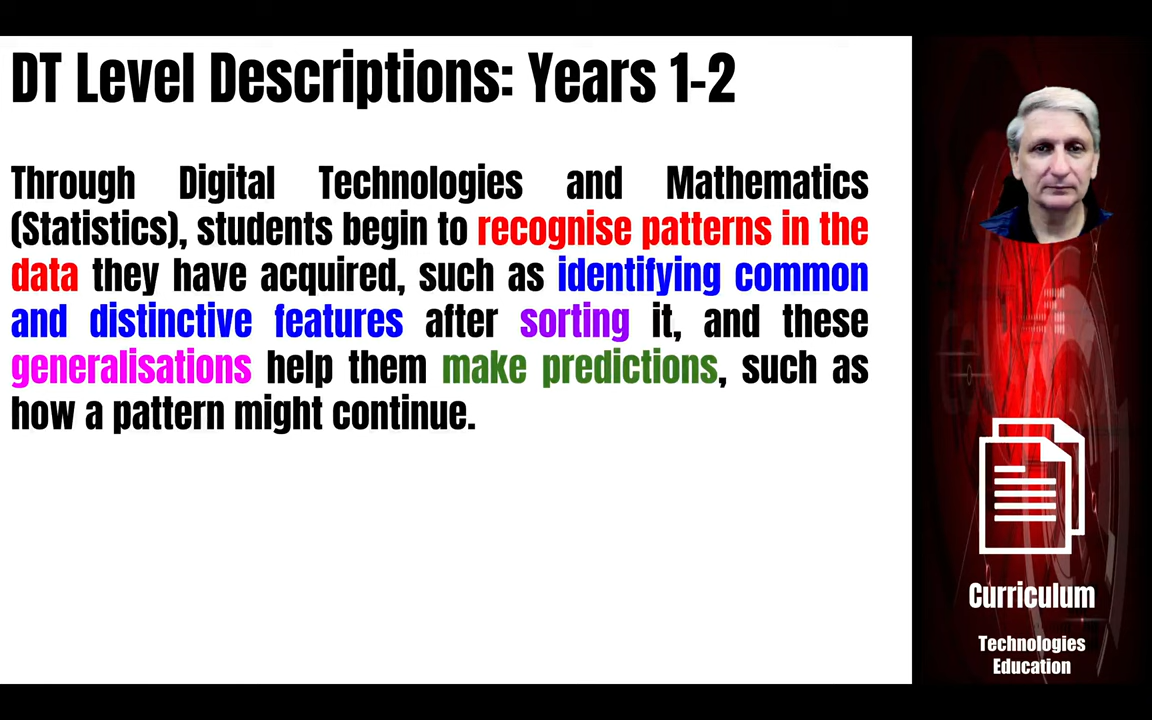 DT Level Descriptions: Years 1-2
Through Digital Technologies and Mathematics
(Statistics), students begin to recognise patterns in the
data they have acquired, such as identifying common
and distinctive features after sorting it, and these
generalisations help them make predictions, such as
how a pattern might continue.
Curriculum
Technologies
Education